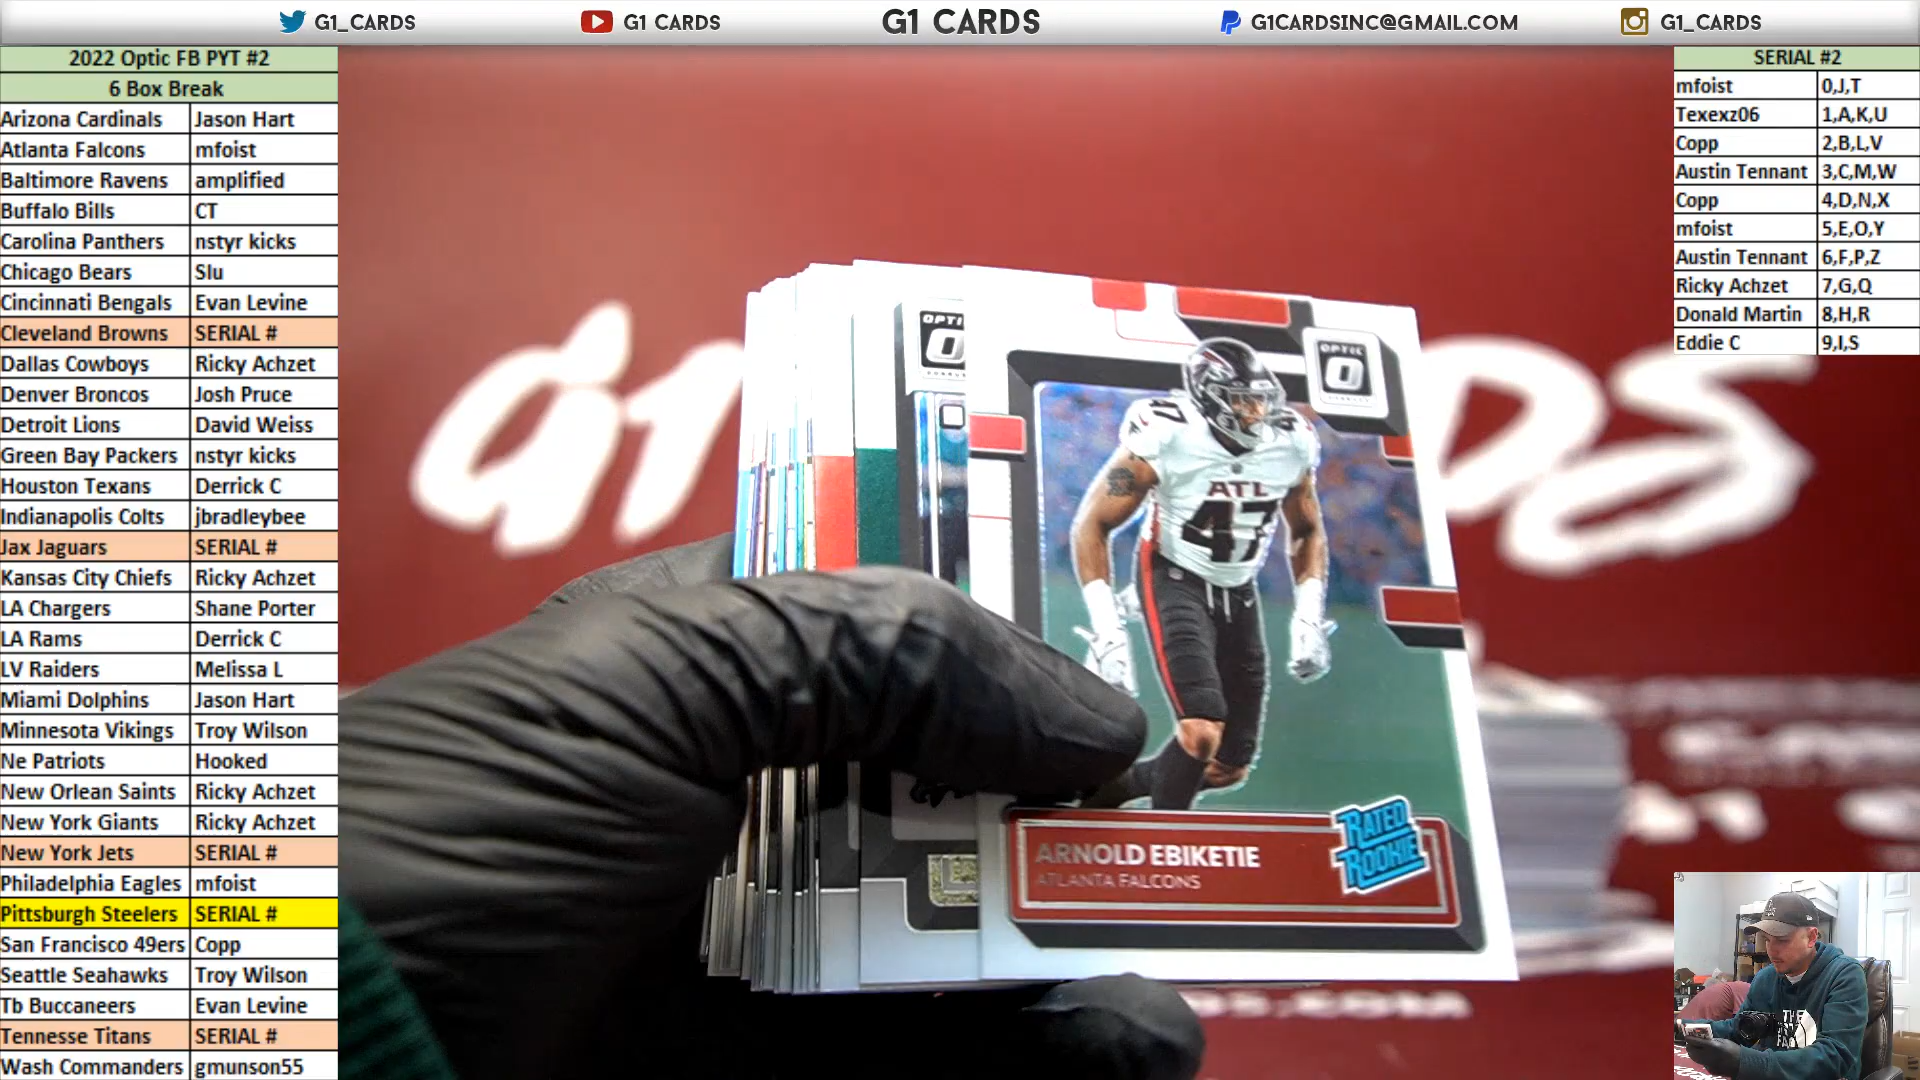 G1_CARDS
G1 CARDS
G1 CARDS
G1CARDSINC@GMAIL.COM
G1_CARDS
2022 Optic FB PYT #2
6 Box Break
Arizona Cardinals Jason Hart
Atlanta Falcons mfoist
Baltimore Ravens amplified
Buffalo Bills CT
Carolina Panthers nstyr kicks
Chicago Bears Slu
Cincinnati Bengals Evan Levine
Cleveland Browns SERIAL #
Dallas Cowboys Ricky Achzet
Denver Broncos Josh Pruce
Detroit Lions David Weiss
Green Bay Packers nstyr kicks
Houston Texans Derrick C
Indianapolis Colts jbradleybee
Jax Jaguars SERIAL #
Kansas City Chiefs Ricky Achzet
LA Chargers Shane Porter
LA Rams Derrick C
LV Raiders Melissa L
Miami Dolphins Jason Hart
Minnesota Vikings Troy Wilson
Ne Patriots Hooked
New Orlean Saints Ricky Achzet
New York Giants Ricky Achzet
New York Jets SERIAL #
Philadelphia Eagles mfoist
Pittsburgh Steelers SERIAL #
San Francisco 49ers Copp
Seattle Seahawks Troy Wilson
Tb Buccaneers Evan Levine
Tennesse Titans SERIAL #
Wash Commanders gmunson55
SERIAL #2
mfoist 0,J,T
Texexz06 1,A,K,U
Copp 2,B,L,V
Austin Tennant 3,C,M,W
Copp 4,D,N,X
mfoist 5,E,O,Y
Austin Tennant 6,F,P,Z
Ricky Achzet 7,G,Q
Donald Martin 8,H,R
Eddie C 9,I,S
OPTIC
47
47
ATL
47
RATED
ROOKIE
ARNOLD EBIKETIE
ATLANTA FALCONS